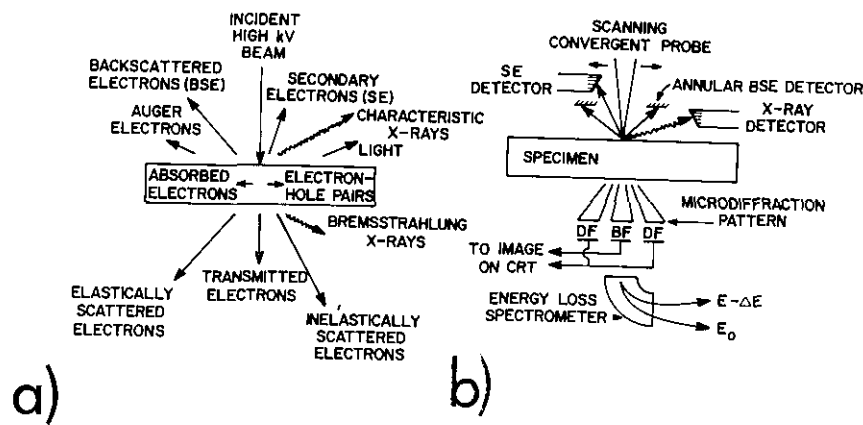 INCIDENT
HIGH kV
BEAM
BACKSCATTERED
ELECTRONS (BSE)
SECONDARY
ELECTRONS (SE)
AUGER
ELECTRONS
CHARACTERISTIC
X-RAYS
LIGHT
ABSORBED
ELECTRONS
ELECTRON-
HOLE PAIRS
BREMSSTRAHLUNG
X-RAYS
TRANSMITTED
ELECTRONS
ELASTICALLY
SCATTERED
ELECTRONS
INELASTICALLY
SCATTERED
ELECTRONS
a)
SCANNING
CONVERGENT PROBE
SE
DETECTOR
ANNULAR BSE DETECTOR
X-RAY
DETECTOR
SPECIMEN
MICRODIFFRACTION
PATTERN
DF BF DF
TO IMAGE
ON CRT
ENERGY LOSS
SPECTROMETER
E-ΔE
E₀
b)